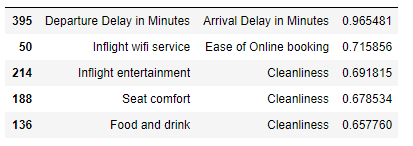 395 Departure Delay in Minutes Arrival Delay in Minutes 0.965481
50 Inflight wifi service Ease of Online booking 0.715856
214 Inflight entertainment Cleanliness 0.691815
188 Seat comfort Cleanliness 0.678534
136 Food and drink Cleanliness 0.657760